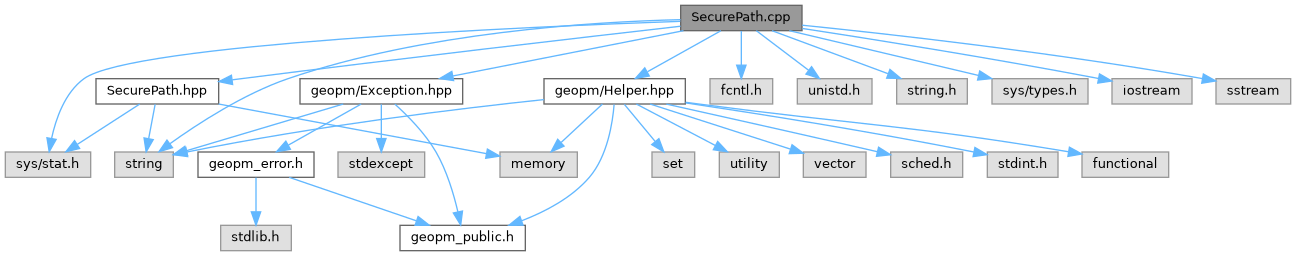 SecurePath.cpp
SecurePath.hpp
geopm/Exception.hpp
geopm/Helper.hpp
fcntl.h
unistd.h
string.h
sys/types.h
iostream
sstream
sys/stat.h
string
geopm_error.h
stdexcept
memory
set
utility
vector
sched.h
stdint.h
functional
stdlib.h
geopm_public.h